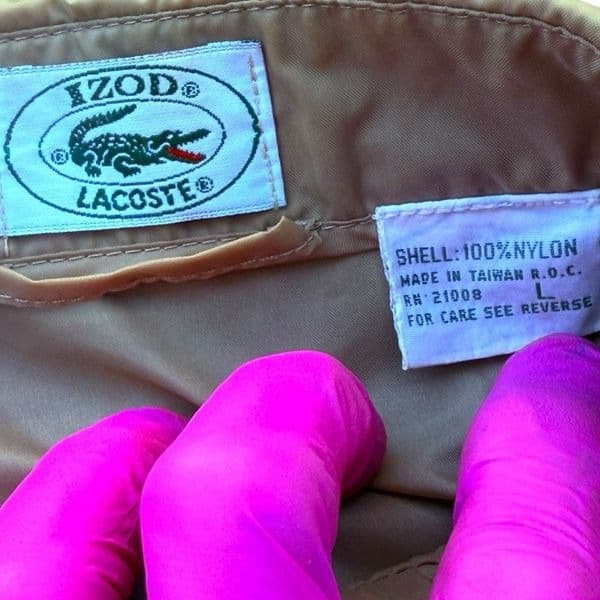 IZOD®
®
LACOSTE®
SHELL: 100% NYLON
MADE IN TAIWAN R.O.C.
RN 21008 L
FOR CARE SEE REVERSE